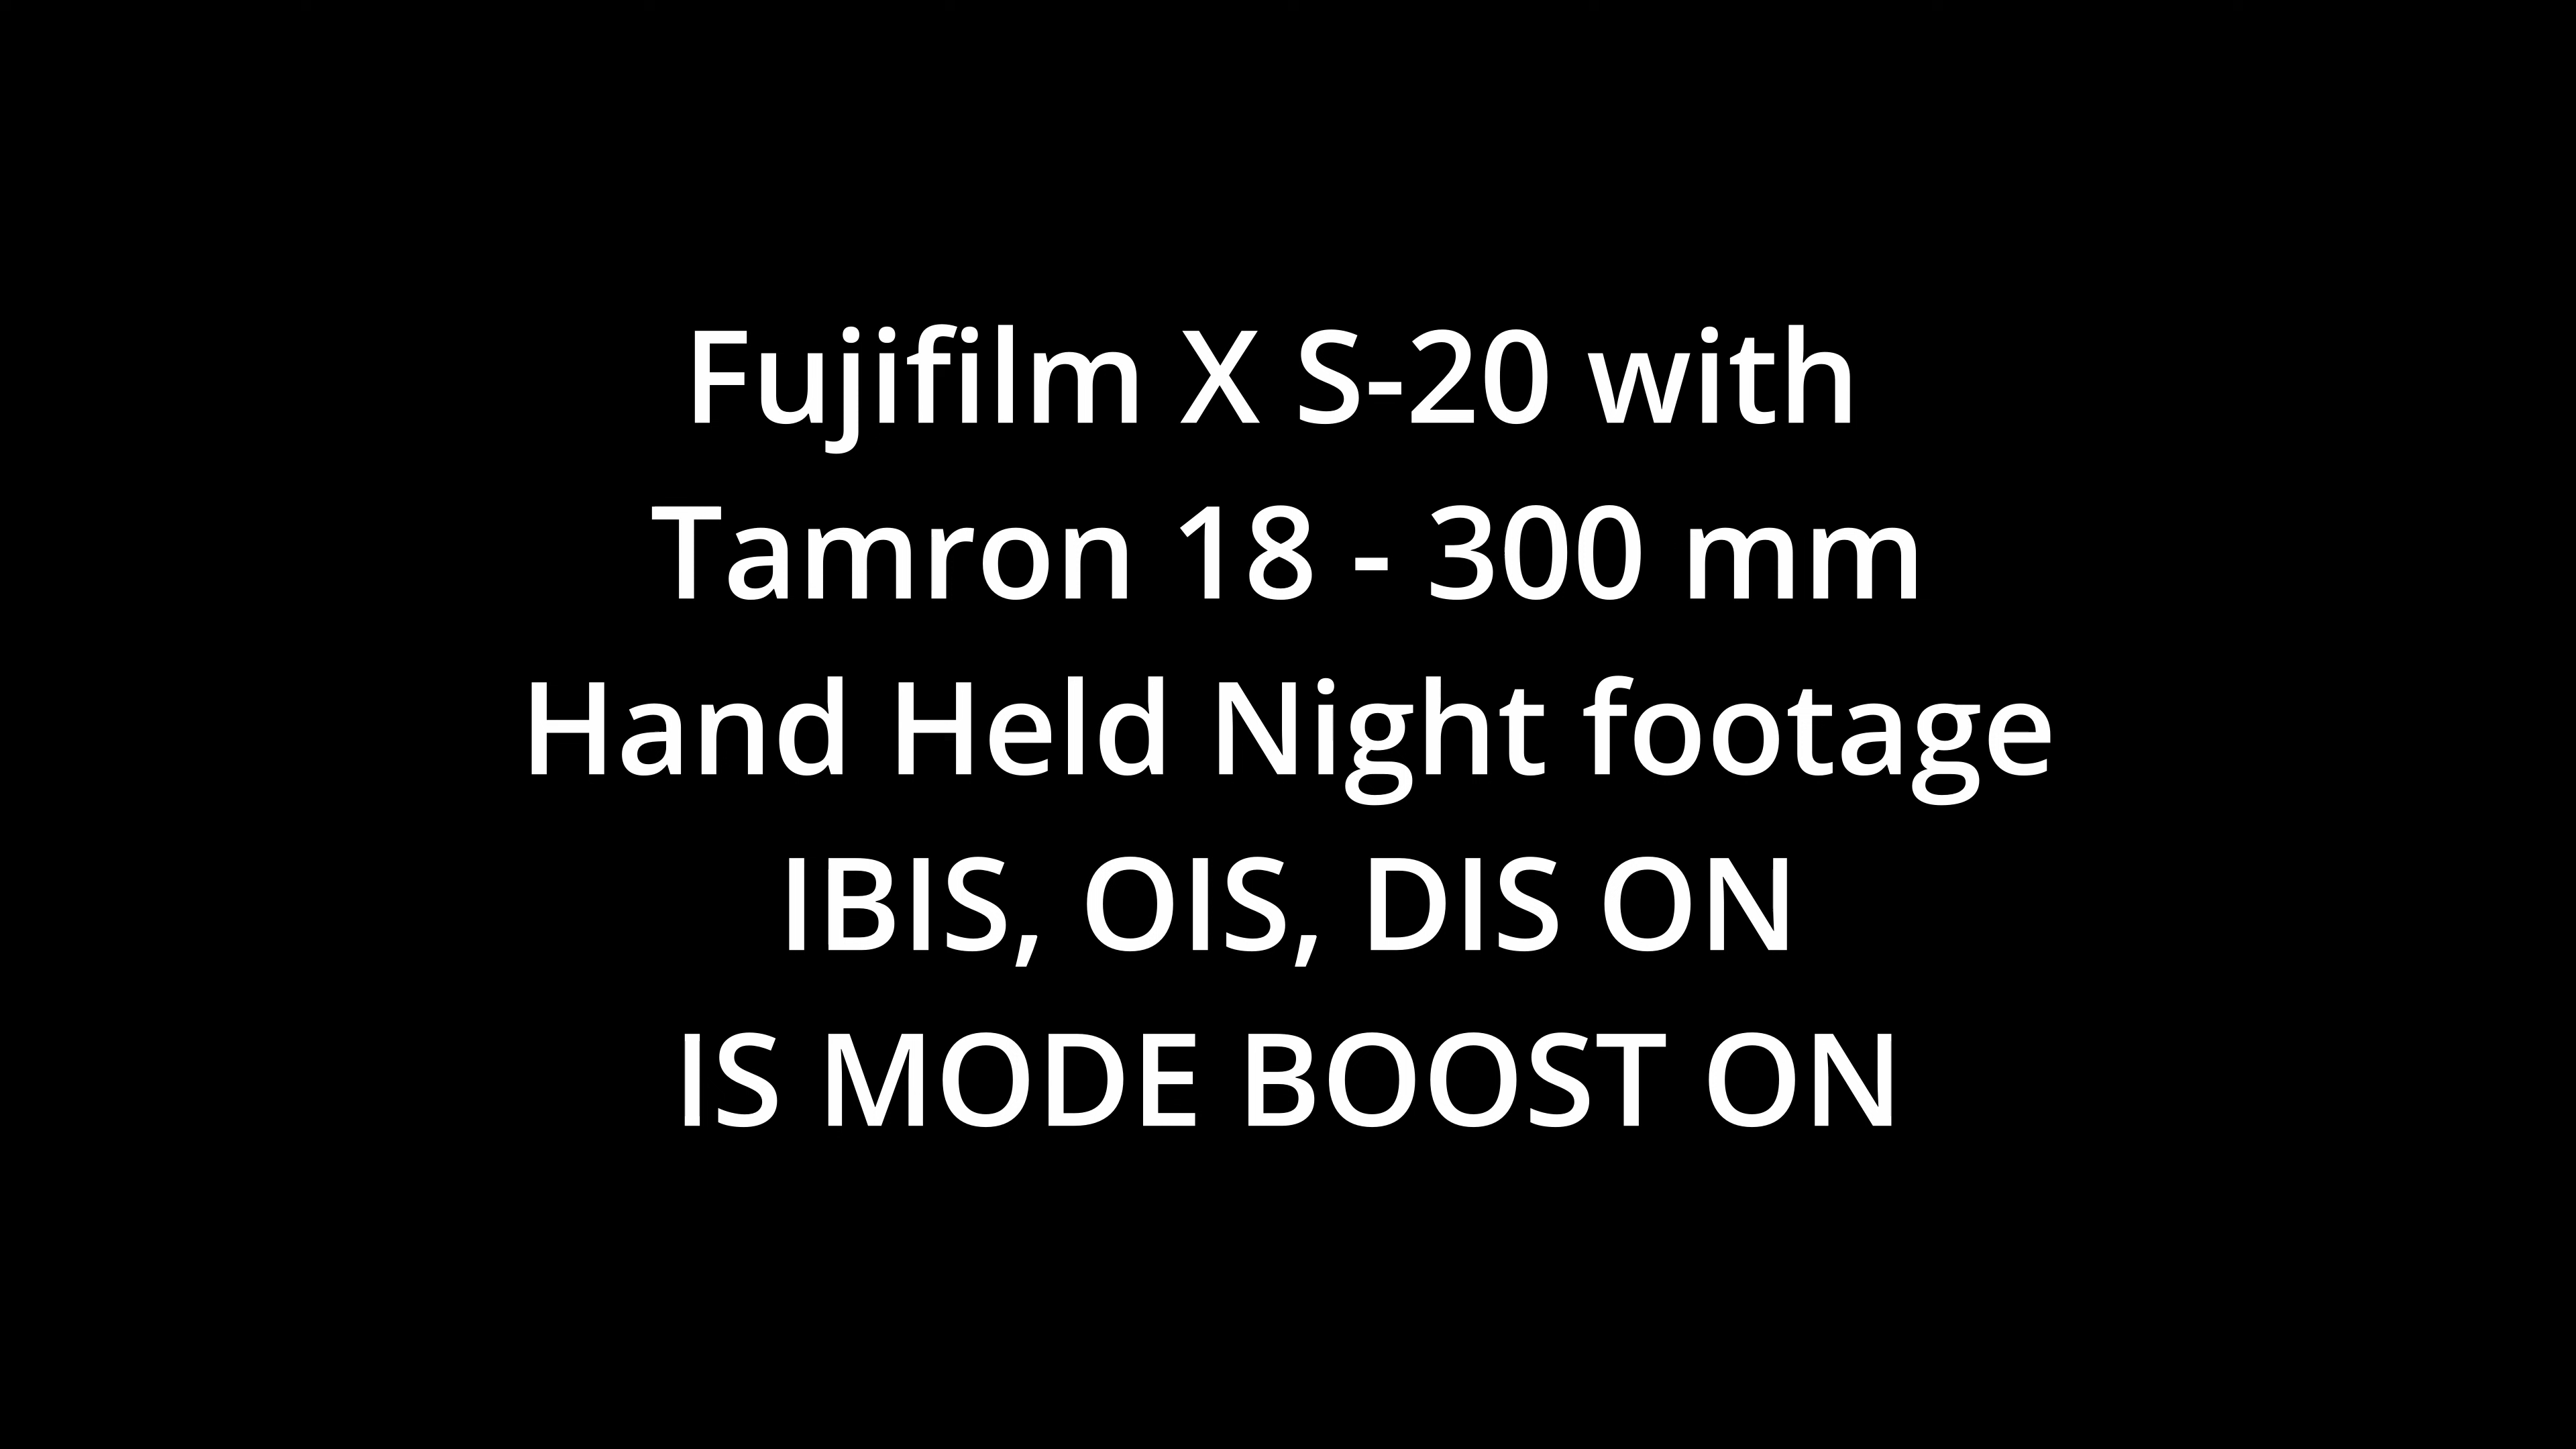 Fujifilm X S-20 with
Tamron 18 - 300 mm
Hand Held Night footage
IBIS, OIS, DIS ON
IS MODE BOOST ON